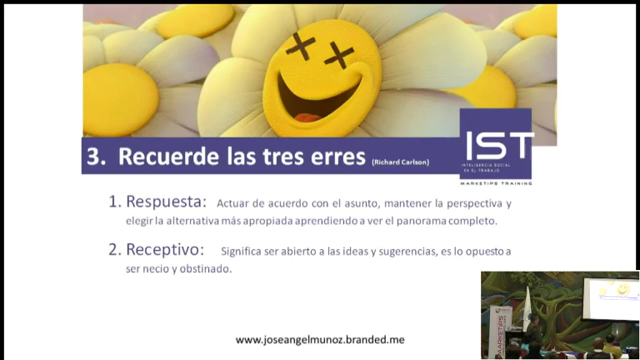 3. Recuerde las tres erres (Richard Carlson)
IST
INTELIGENCIA SOCIAL
EN EL TRABAJO
MARKETIPS TRAINING
1. Respuesta: Actuar de acuerdo con el asunto, mantener la perspectiva y
elegir la alternativa más apropiada aprendiendo a ver el panorama completo.
2. Receptivo: Significa ser abierto a las ideas y sugerencias, es lo opuesto a
ser necio y obstinado.
www.joseangelmunoz.branded.me
MARKETIPS